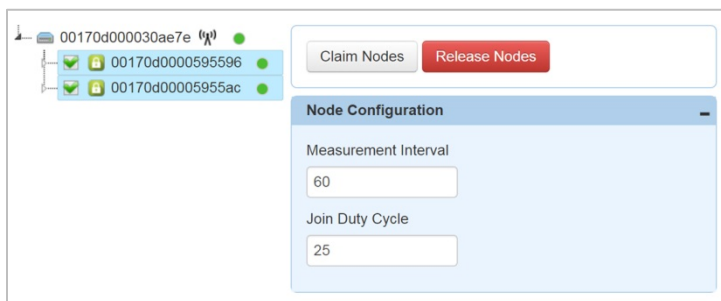 00170d000030ae7e
00170d0000595596
00170d00005955ac
Claim Nodes
Release Nodes
Node Configuration
Measurement Interval
60
Join Duty Cycle
25